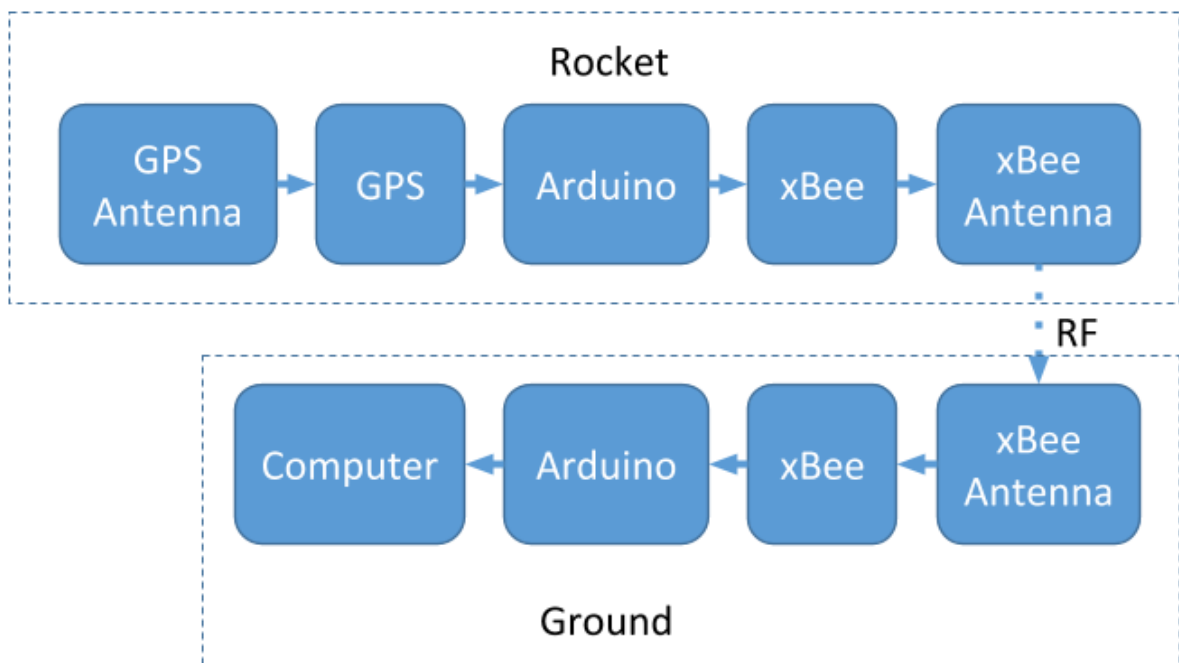 Rocket
GPS
Antenna
GPS
Arduino
xBee
xBee
Antenna
RF
Computer
Arduino
xBee
xBee
Antenna
Ground